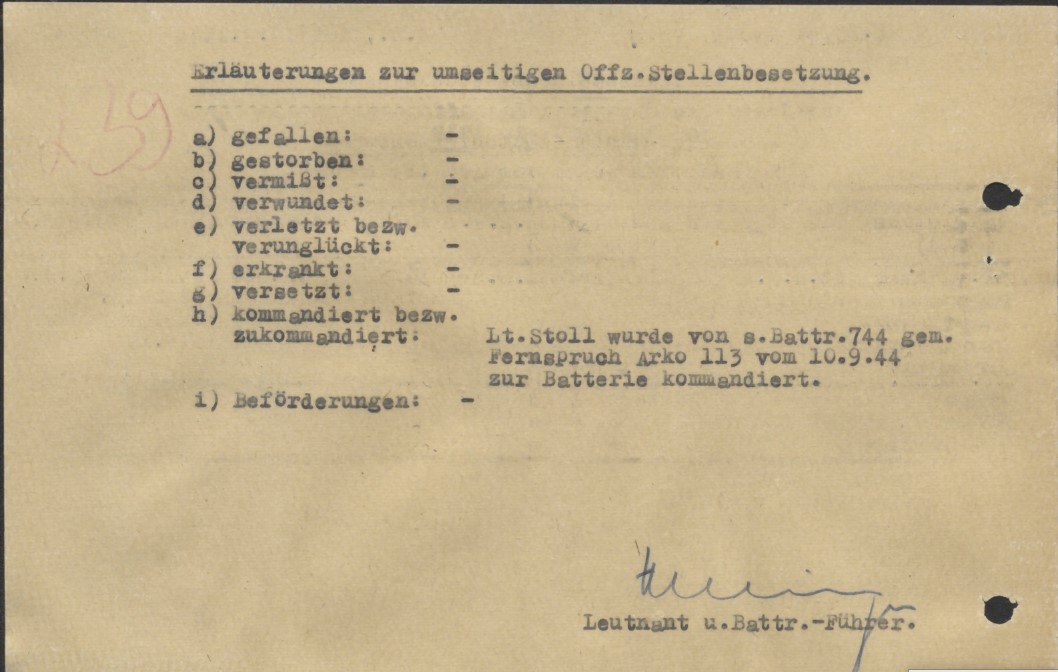 Erläuterungen zur umseitigen Offz.Stellenbesetzung.
59
a) gefallen: -
b) gestorben: -
c) vermißt: -
d) verwundet: -
e) verletzt bezw.
verunglückt: -
f) erkrankt: -
g) versetzt: -
h) kommandiert bezw.
zukommandiert: Lt.Stoll wurde von s.Battr.744 gem.
Fernspruch Arko 113 vom 10.9.44
zur Batterie kommandiert.
i) Beförderungen: -
Leutnant u.Battr.-Führer.